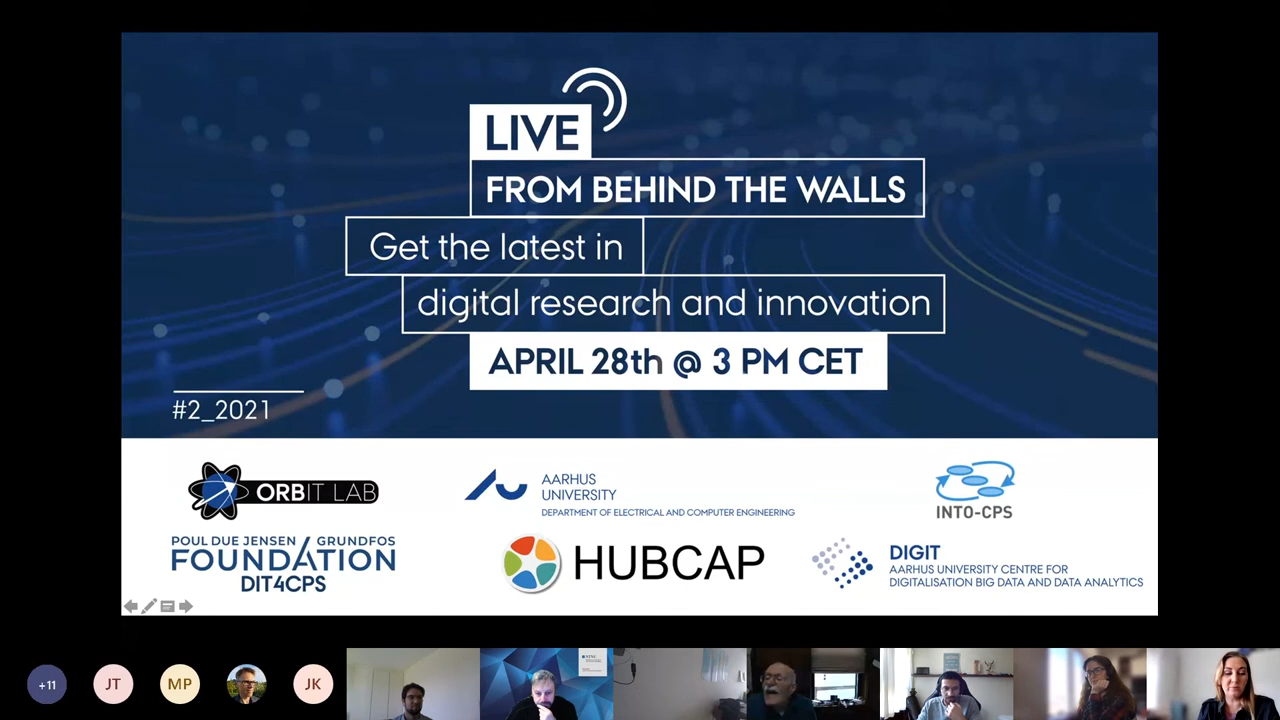 LIVE
FROM BEHIND THE WALLS
Get the latest in
digital research and innovation
APRIL 28th @ 3 PM CET
#2_2021
ORBIT LAB
AARHUS
UNIVERSITY
DEPARTMENT OF ELECTRICAL AND COMPUTER ENGINEERING
INTO-CPS
POUL DUE JENSEN / GRUNDFOS
FOUNDATION
DIT4CPS
HUBCAP
DIGIT
AARHUS UNIVERSITY CENTRE FOR
DIGITALISATION BIG DATA AND DATA ANALYTICS
+11
JT
MP
JK